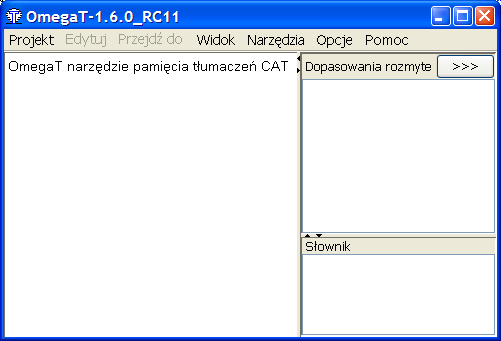 OmegaT-1.6.0_RC11
Projekt Edytuj Przejdź do Widok Narzędzia Opcje Pomoc
OmegaT narzędzie pamięcia tłumaczeń CAT
Dopasowania rozmyte >>>
Słownik